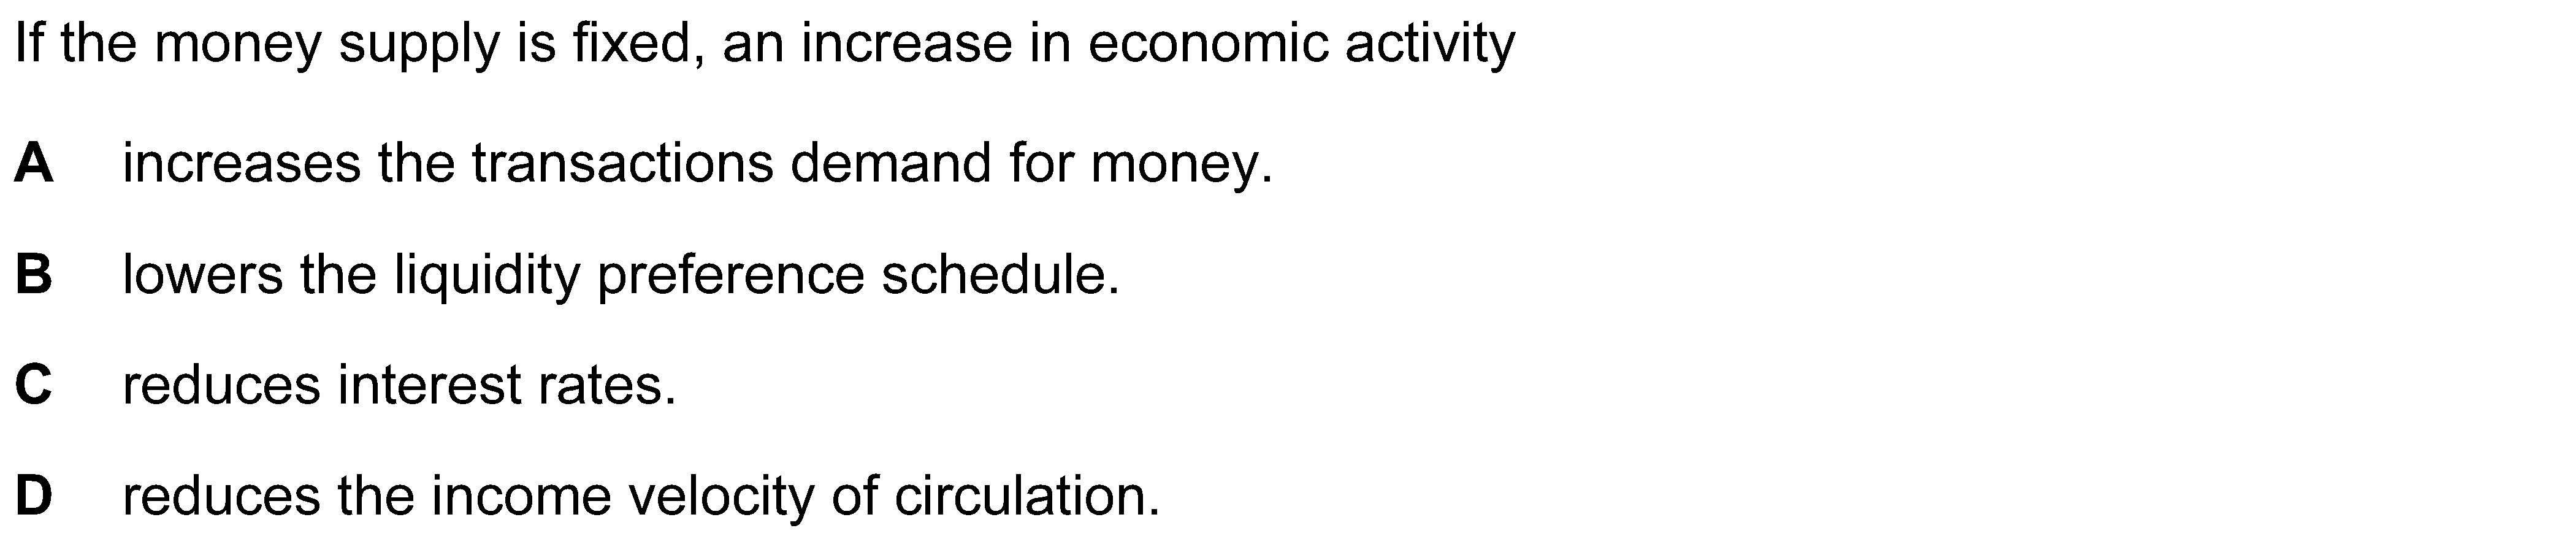 If the money supply is fixed, an increase in economic activity
A increases the transactions demand for money.
B lowers the liquidity preference schedule.
C reduces interest rates.
D reduces the income velocity of circulation.